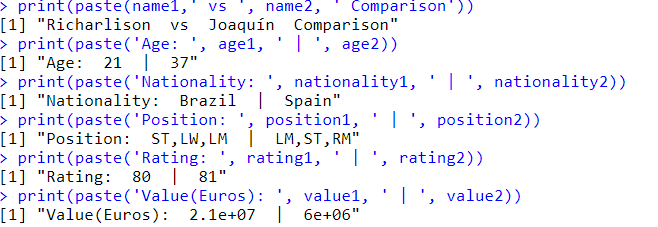 > print(paste(name1,' vs ', name2, ' Comparison'))
[1] "Richarlison  vs  Joaquín  Comparison"
> print(paste('Age: ', age1, ' | ', age2))
[1] "Age:  21  |  37"
> print(paste('Nationality: ', nationality1, ' | ', nationality2))
[1] "Nationality:  Brazil  |  Spain"
> print(paste('Position: ', position1, ' | ', position2))
[1] "Position:  ST,LW,LM  |  LM,ST,RM"
> print(paste('Rating: ', rating1, ' | ', rating2))
[1] "Rating:  80  |  81"
> print(paste('Value(Euros): ', value1, ' | ', value2))
[1] "Value(Euros):  2.1e+07  |  6e+06"